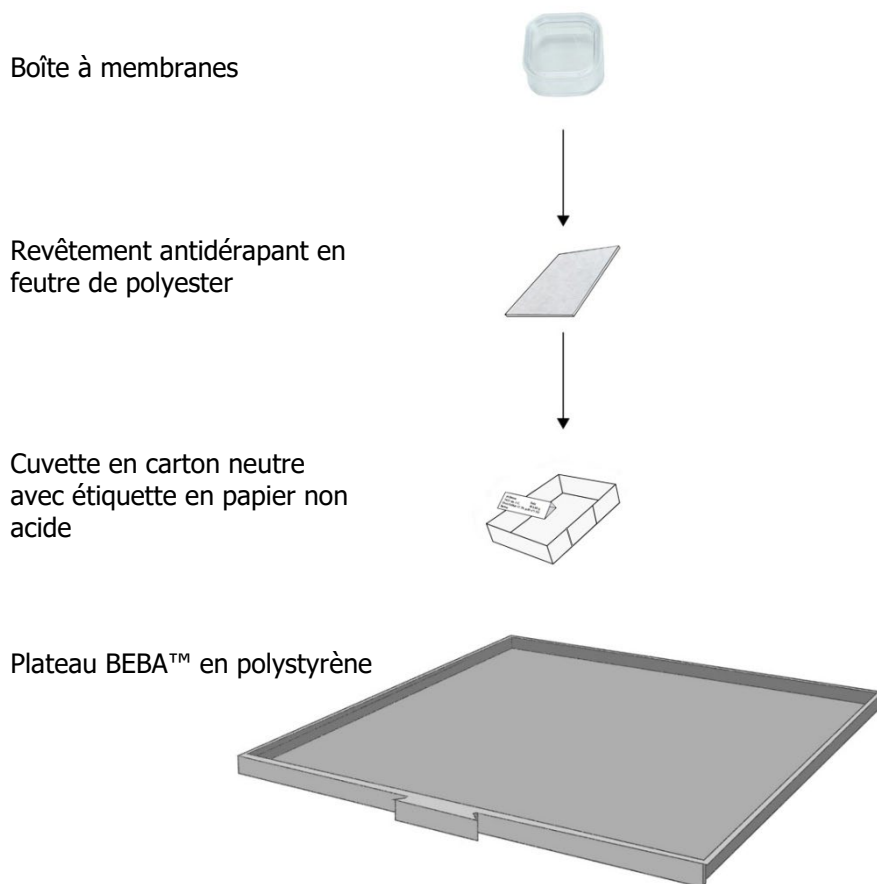 Boîte à membranes
Revêtement antidérapant en
feutre de polyester
Cuvette en carton neutre
avec étiquette en papier non
acide
Plateau BEBA™ en polystyrène